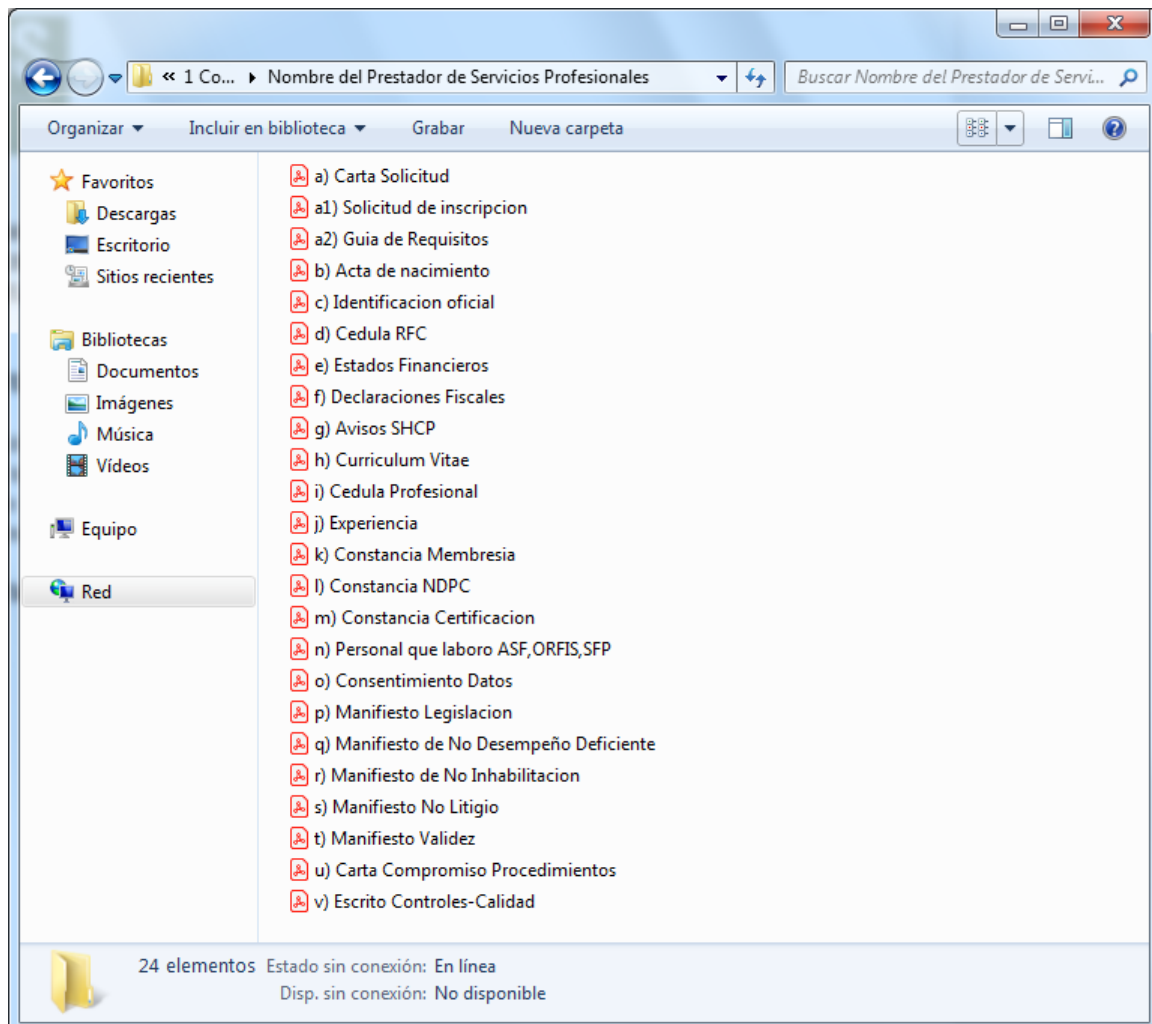 « 1 Co... ▸ Nombre del Prestador de Servicios Profesionales
Buscar Nombre del Prestador de Servi...
Organizar Incluir en biblioteca Grabar Nueva carpeta
Favoritos
Descargas
Escritorio
Sitios recientes
Bibliotecas
Documentos
Imágenes
Música
Vídeos
Equipo
Red
a) Carta Solicitud
a1) Solicitud de inscripcion
a2) Guia de Requisitos
b) Acta de nacimiento
c) Identificacion oficial
d) Cedula RFC
e) Estados Financieros
f) Declaraciones Fiscales
g) Avisos SHCP
h) Curriculum Vitae
i) Cedula Profesional
j) Experiencia
k) Constancia Membresia
l) Constancia NDPC
m) Constancia Certificacion
n) Personal que laboro ASF,ORFIS,SFP
o) Consentimiento Datos
p) Manifiesto Legislacion
q) Manifiesto de No Desempeño Deficiente
r) Manifiesto de No Inhabilitacion
s) Manifiesto No Litigio
t) Manifiesto Validez
u) Carta Compromiso Procedimientos
v) Escrito Controles-Calidad
24 elementos Estado sin conexión: En línea
Disp. sin conexión: No disponible